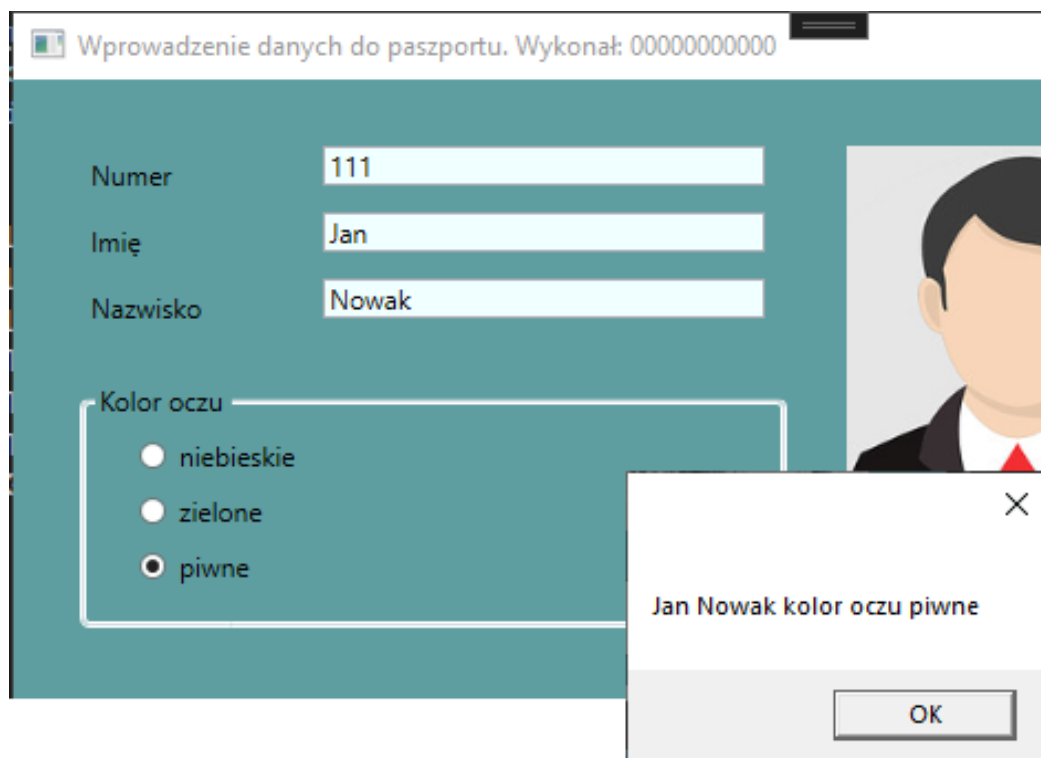 Wprowadzenie danych do paszportu. Wykonał: 00000000000
Numer 111
Imię Jan
Nazwisko Nowak
Kolor oczu
niebieskie
zielone
piwne
Jan Nowak kolor oczu piwne
OK